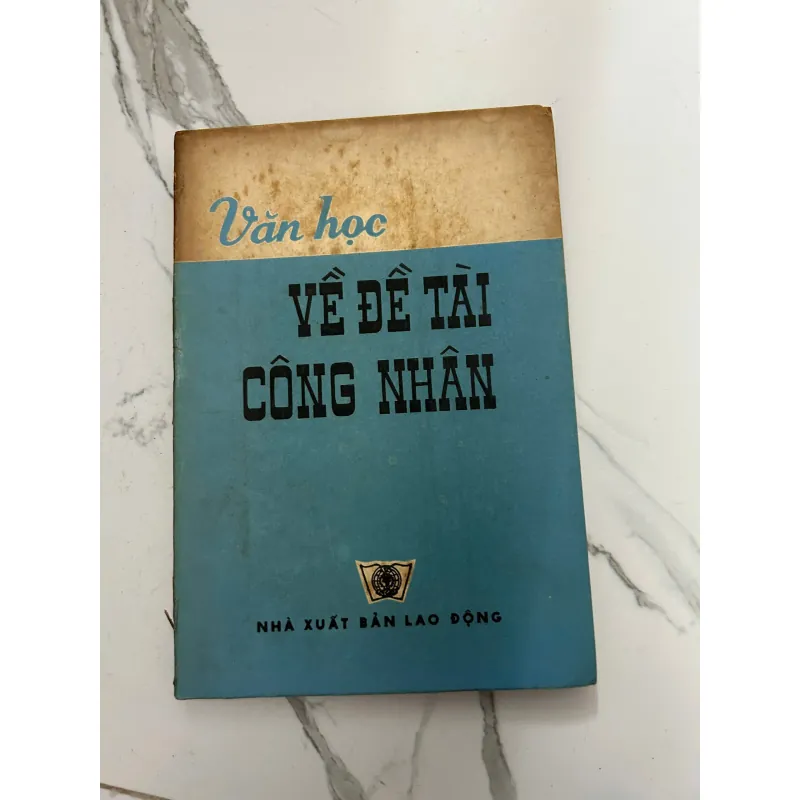 Văn học
VỀ ĐỀ TÀI
CÔNG NHÂN
NHÀ XUẤT BẢN LAO ĐỘNG